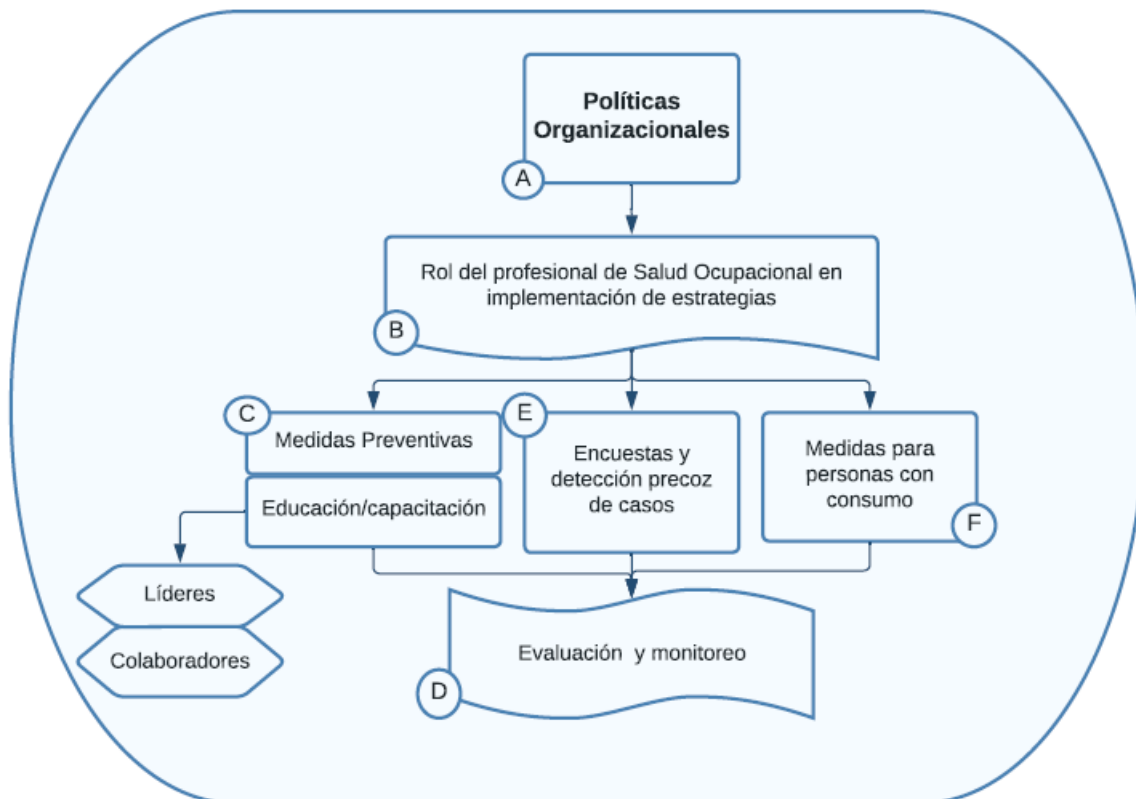 Políticas
Organizacionales
A
Rol del profesional de Salud Ocupacional en
implementación de estrategias
B
C
Medidas Preventivas
Educación/capacitación
E
Encuestas y
detección precoz
de casos
Medidas para
personas con
consumo
F
Líderes
Colaboradores
Evaluación y monitoreo
D